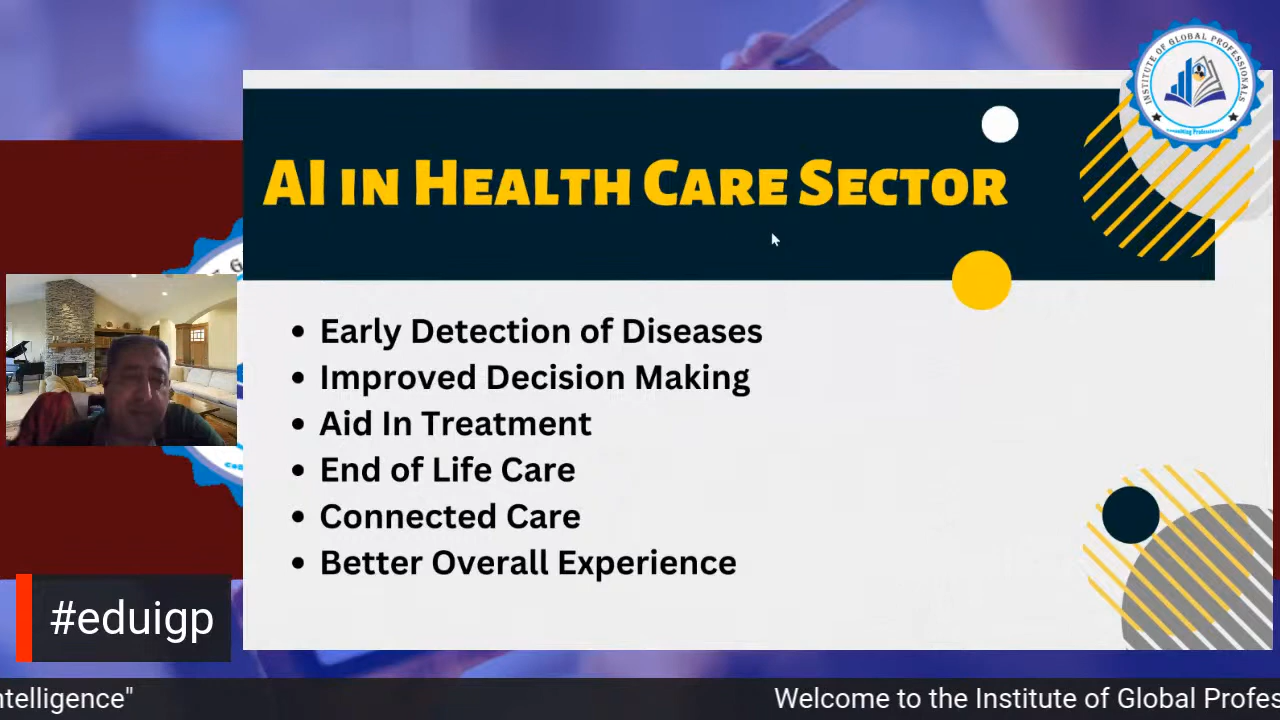 INSTITUTE OF GLOBAL PROFESSIONALS
AI in Health Care Sector
• Early Detection of Diseases
• Improved Decision Making
• Aid In Treatment
• End of Life Care
• Connected Care
• Better Overall Experience
#eduigp
ntelligence" Welcome to the Institute of Global Profes